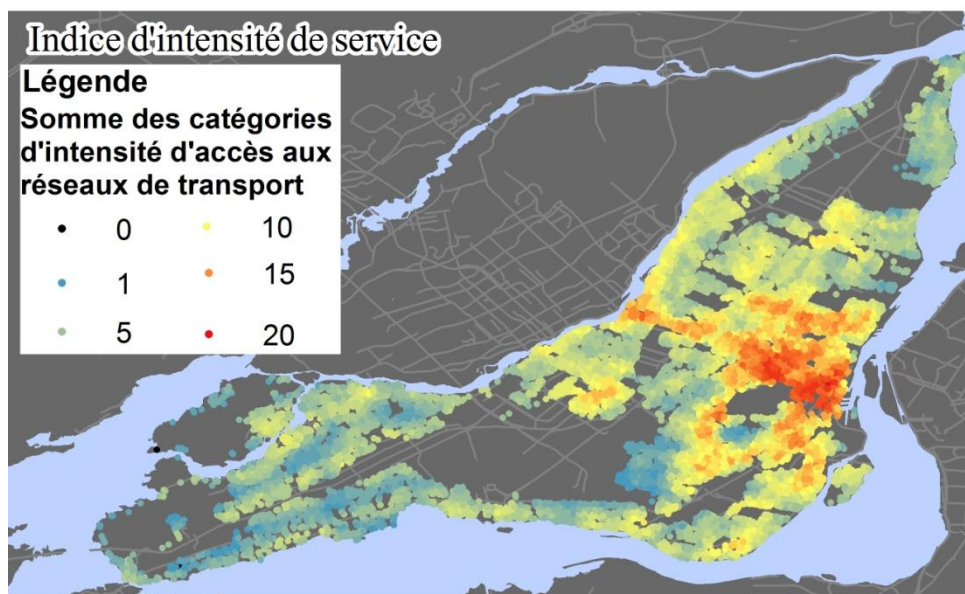 Indice d'intensité de service
Légende
Somme des catégories
d'intensité d'accès aux
réseaux de transport
0
10
1
15
5
20